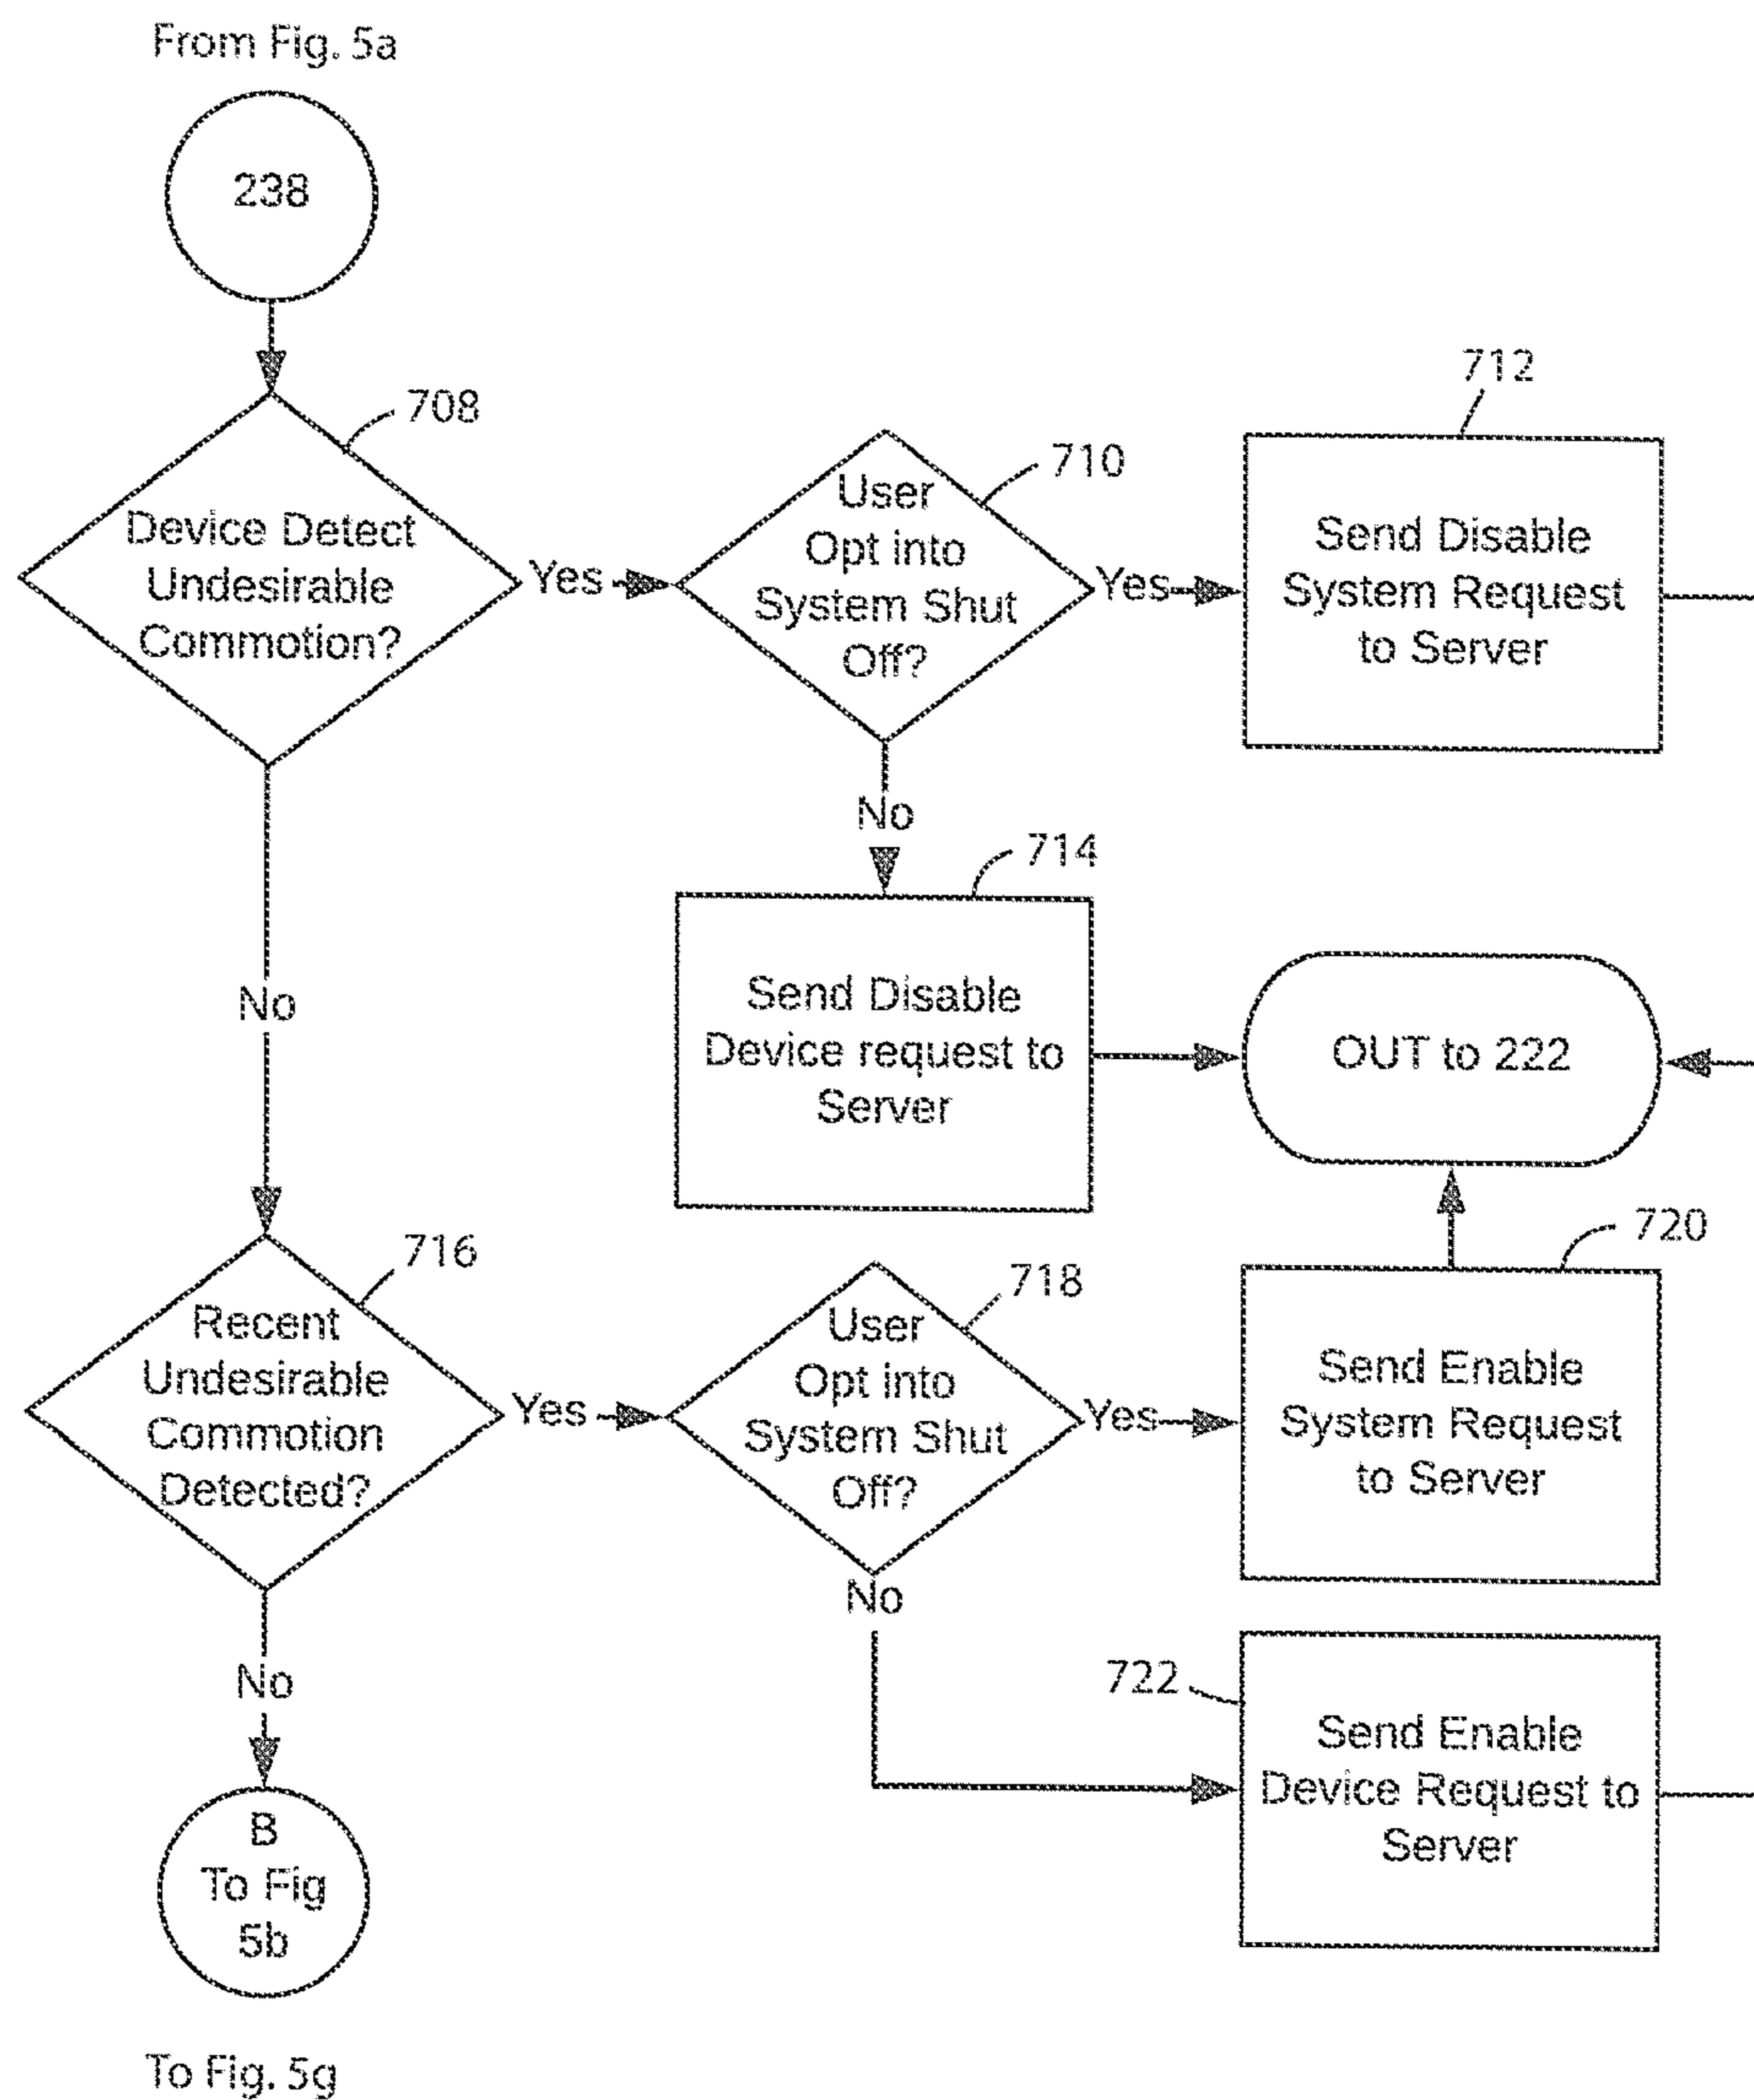 From Fig. 5a
238
708
Device Detect
Undesirable
Commotion?
Yes
710
User
Opt into
System Shut
Off?
Yes
712
Send Disable
System Request
to Server
No
714
Send Disable
Device request to
Server
OUT to 222
No
716
Recent
Undesirable
Commotion
Detected?
Yes
718
User
Opt into
System Shut
Off?
Yes
720
Send Enable
System Request
to Server
No
722
Send Enable
Device Request to
Server
No
B
To Fig
5b
To Fig. 5g